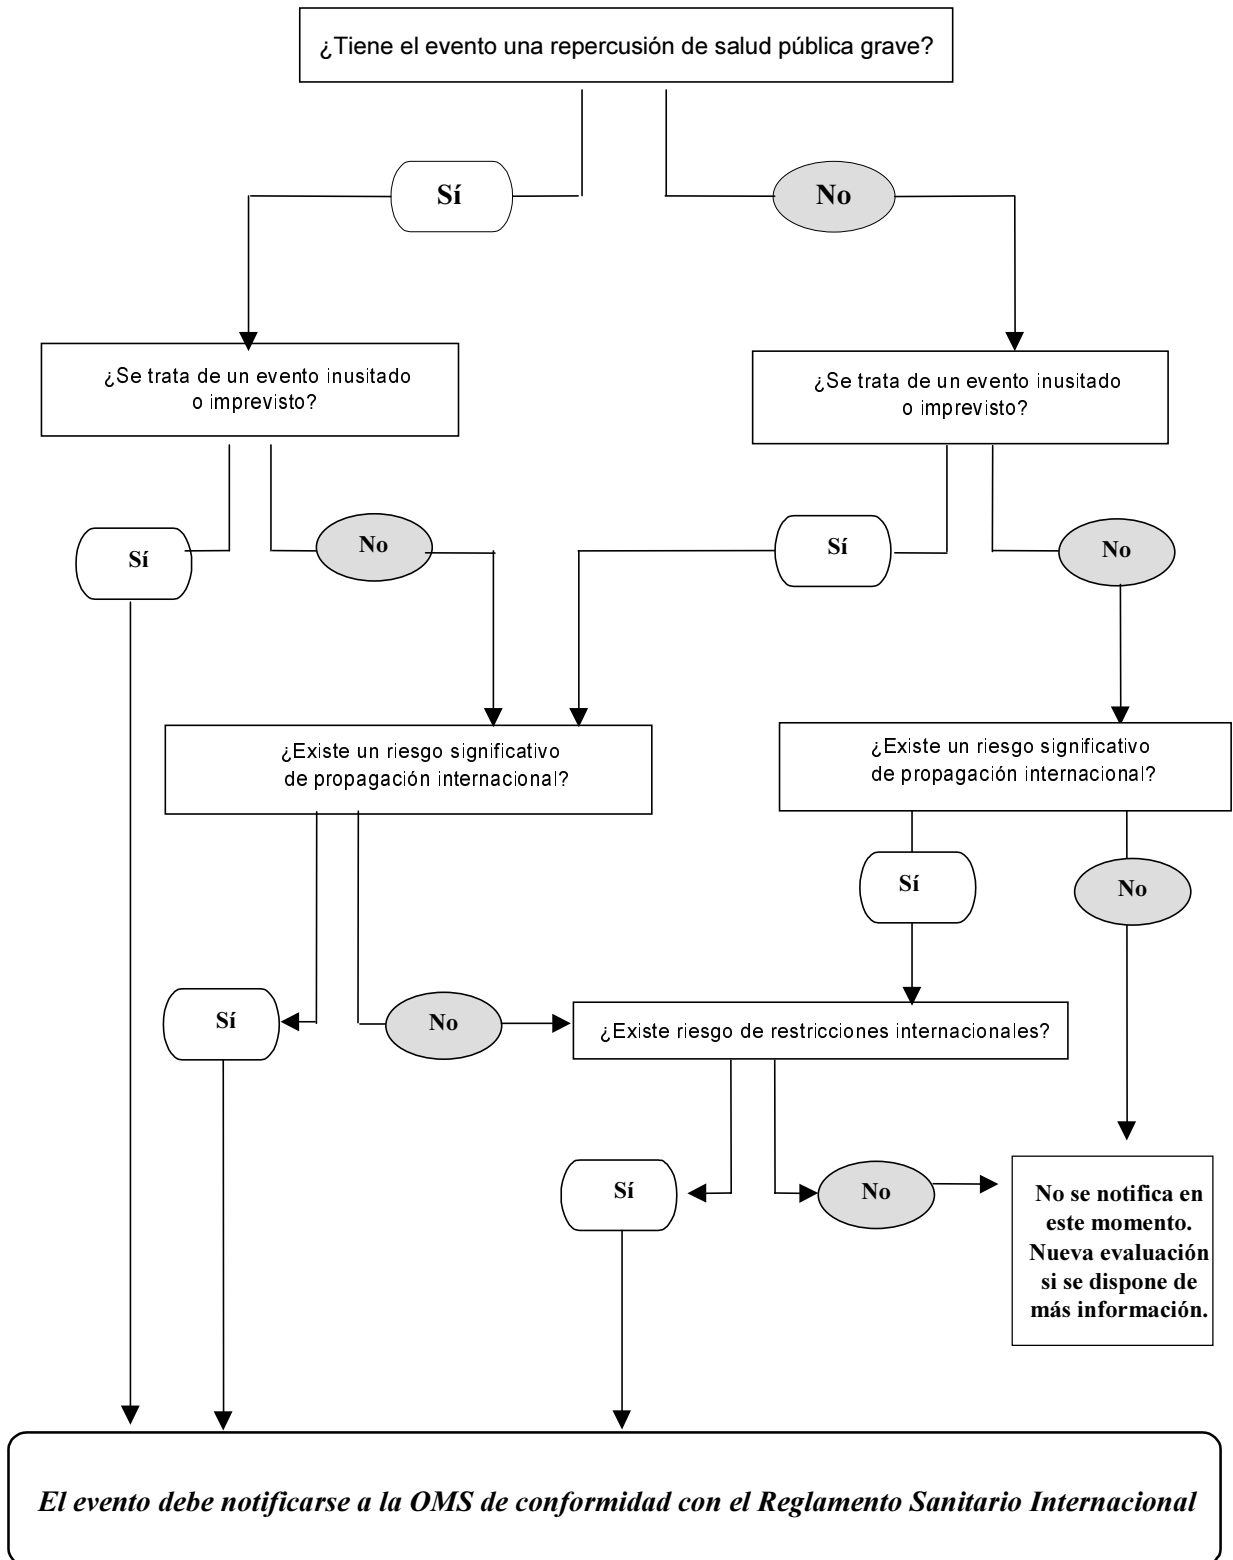 ¿Tiene el evento una repercusión de salud pública grave?
Sí
No
¿Se trata de un evento inusitado
o imprevisto?
¿Se trata de un evento inusitado
o imprevisto?
Sí
No
Sí
No
¿Existe un riesgo significativo
de propagación internacional?
¿Existe un riesgo significativo
de propagación internacional?
Sí
No
Sí
No
¿Existe riesgo de restricciones internacionales?
Sí
No
No se notifica en
este momento.
Nueva evaluación
si se dispone de
más información.
El evento debe notificarse a la OMS de conformidad con el Reglamento Sanitario Internacional